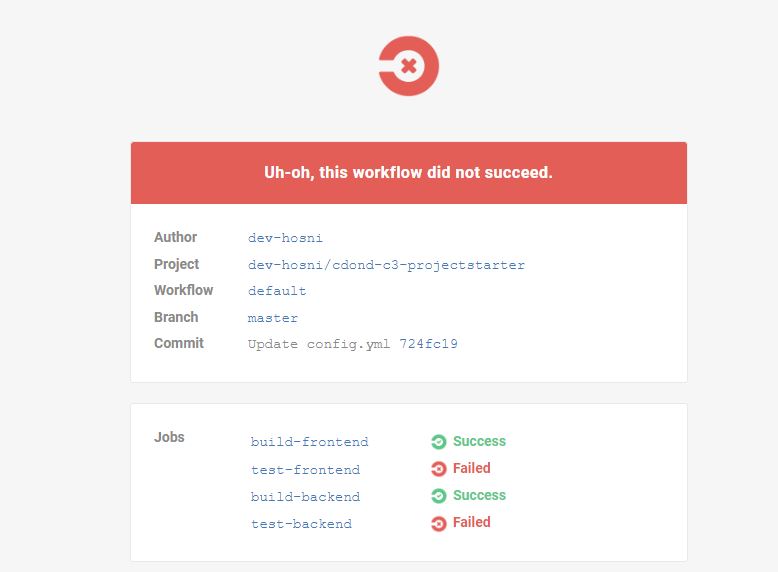 Uh-oh, this workflow did not succeed.
Author dev-hosni
Project dev-hosni/cdond-c3-projectstarter
Workflow default
Branch master
Commit Update config.yml 724fc19
Jobs build-frontend Success
test-frontend Failed
build-backend Success
test-backend Failed